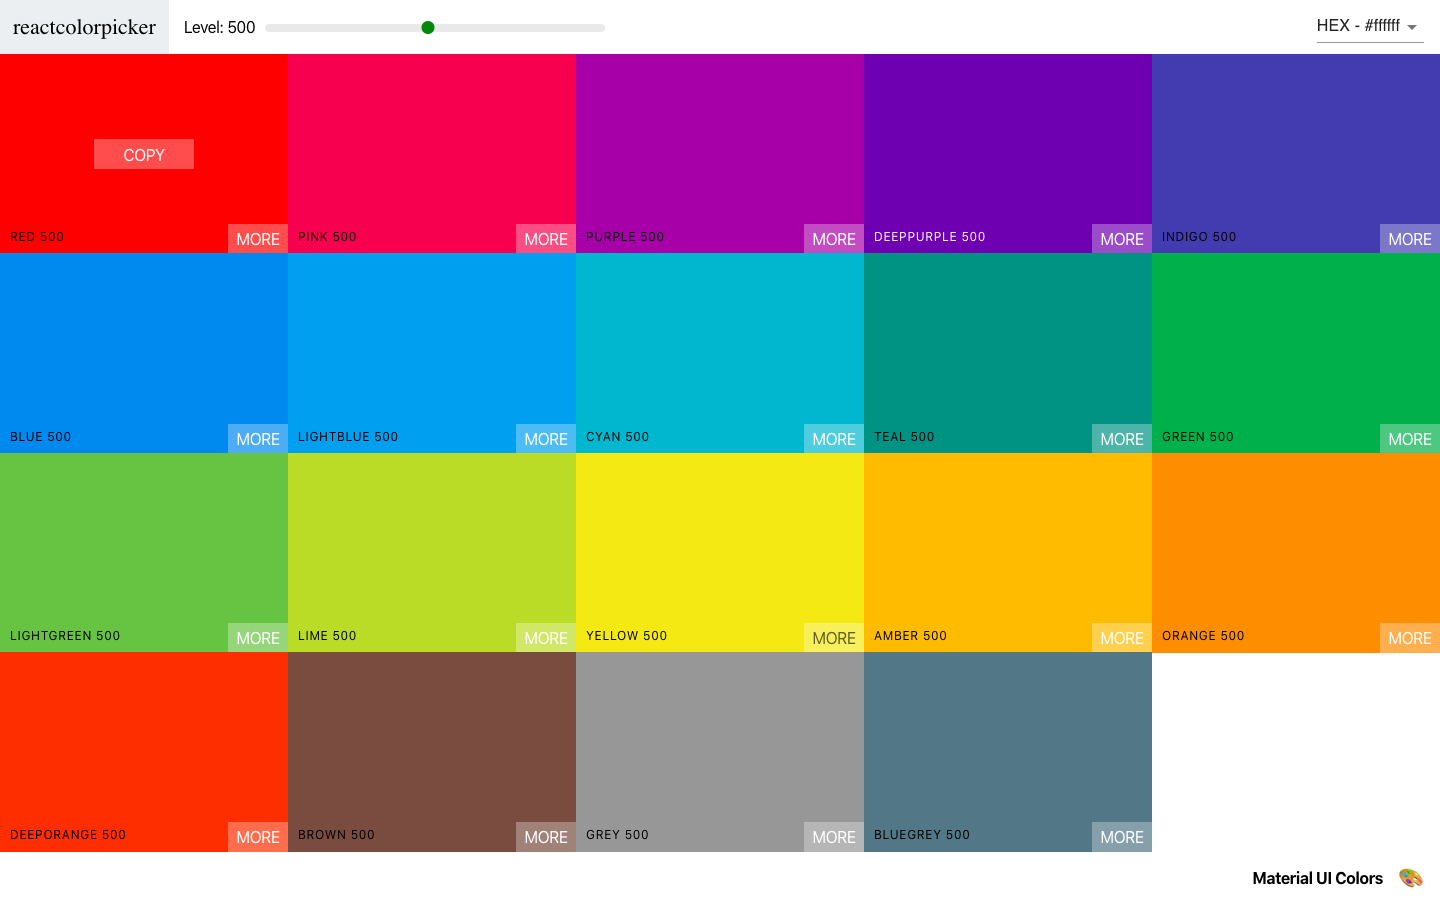 reactcolorpicker
Level: 500
HEX - #ffffff
COPY
RED 500 MORE
PINK 500 MORE
PURPLE 500 MORE
DEEPPURPLE 500 MORE
INDIGO 500 MORE
BLUE 500 MORE
LIGHTBLUE 500 MORE
CYAN 500 MORE
TEAL 500 MORE
GREEN 500 MORE
LIGHTGREEN 500 MORE
LIME 500 MORE
YELLOW 500 MORE
AMBER 500 MORE
ORANGE 500 MORE
DEEPORANGE 500 MORE
BROWN 500 MORE
GREY 500 MORE
BLUEGREY 500 MORE
Material UI Colors